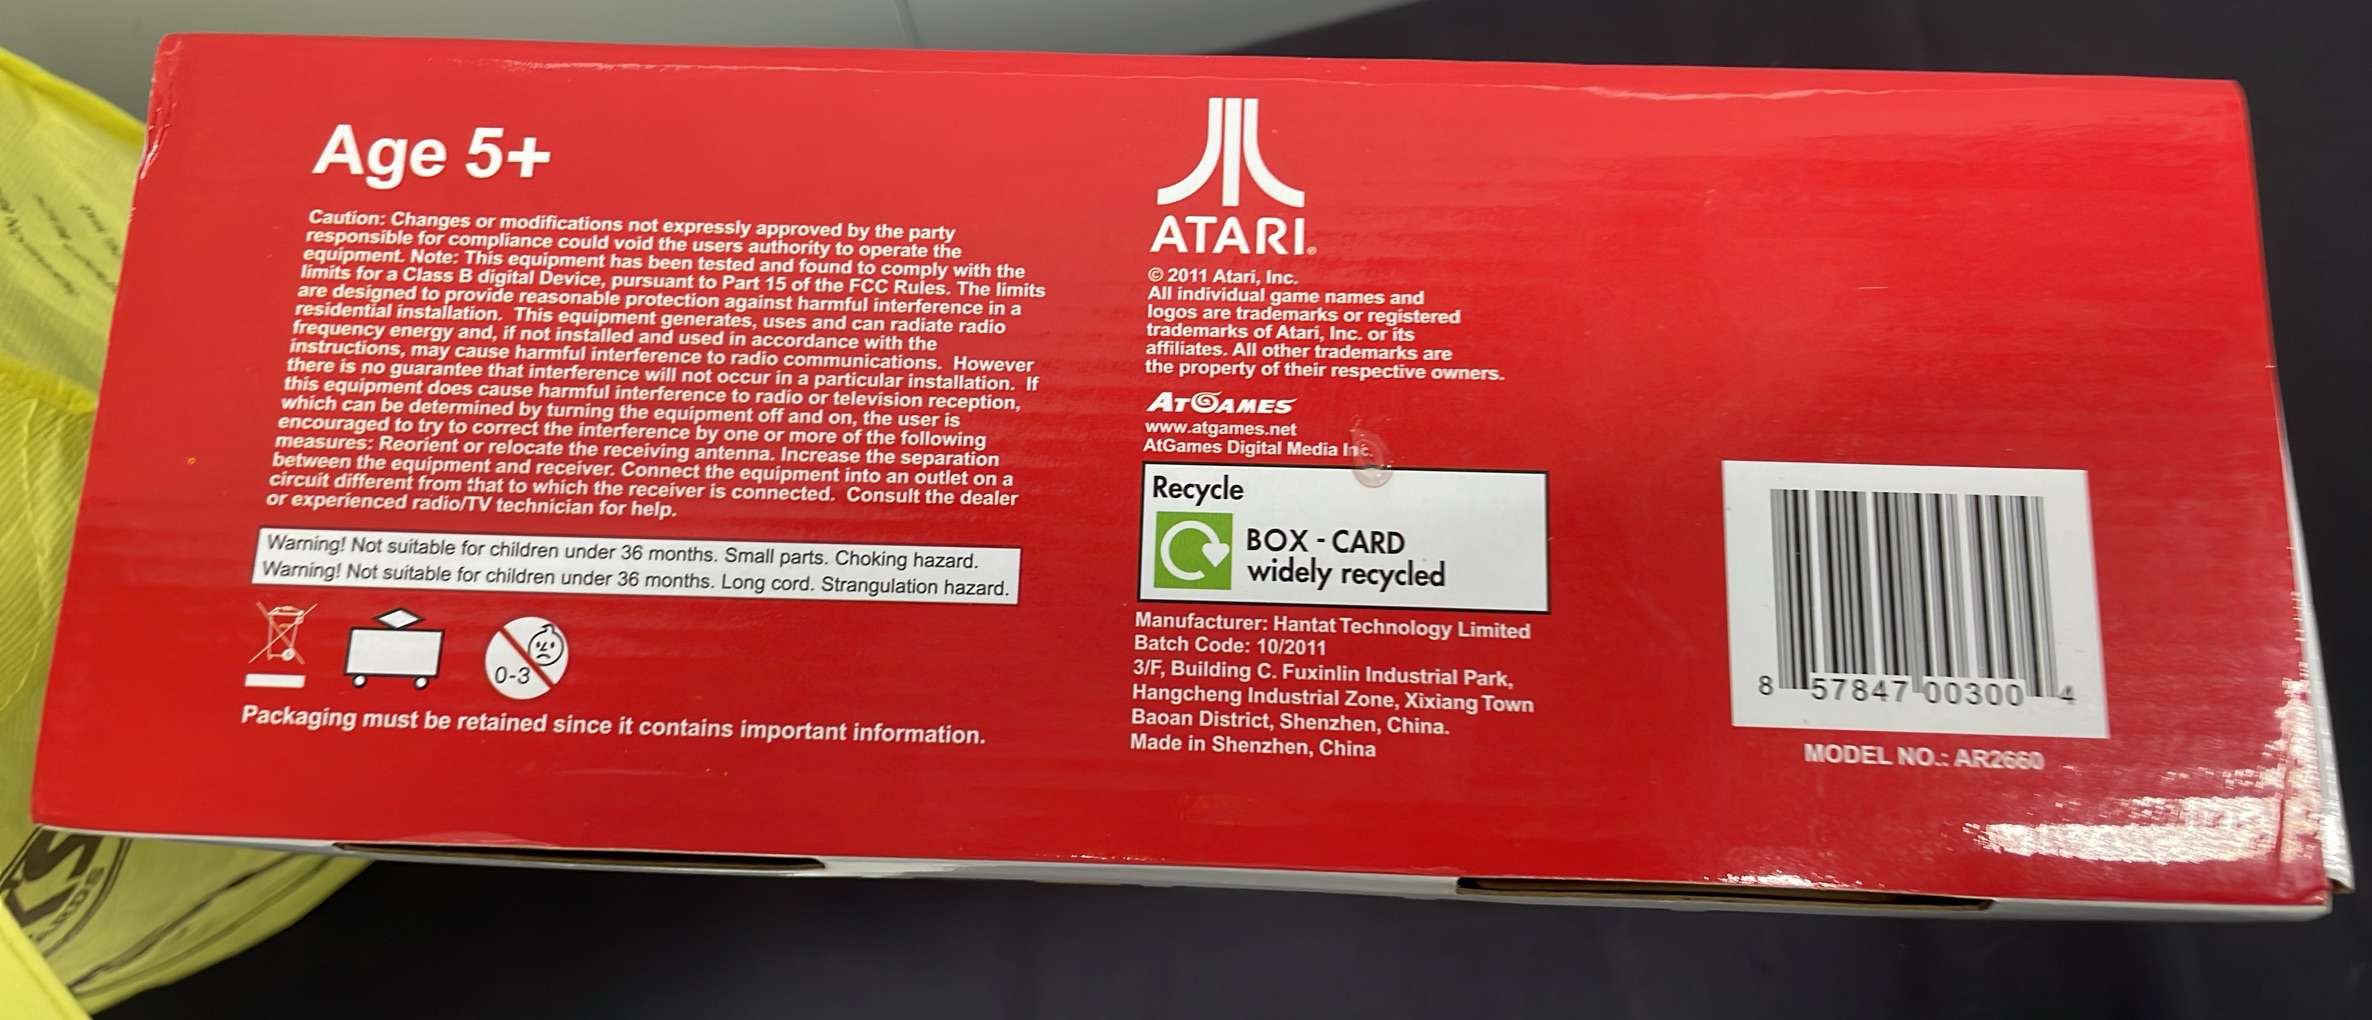 Age 5+
Caution: Changes or modifications not expressly approved by the party
responsible for compliance could void the users authority to operate the
equipment. Note: This equipment has been tested and found to comply with the
limits for a Class B digital Device, pursuant to Part 15 of the FCC Rules. The limits
are designed to provide reasonable protection against harmful interference in a
residential installation. This equipment generates, uses and can radiate radio
frequency energy and, if not installed and used in accordance with the
instructions, may cause harmful interference to radio communications. However
there is no guarantee that interference will not occur in a particular installation. If
this equipment does cause harmful interference to radio or television reception,
which can be determined by turning the equipment off and on, the user is
encouraged to try to correct the interference by one or more of the following
measures: Reorient or relocate the receiving antenna. Increase the separation
between the equipment and receiver. Connect the equipment into an outlet on a
circuit different from that to which the receiver is connected. Consult the dealer
or experienced radio/TV technician for help.
Warning! Not suitable for children under 36 months. Small parts. Choking hazard.
Warning! Not suitable for children under 36 months. Long cord. Strangulation hazard.
0-3
Packaging must be retained since it contains important information.
ATARI®
© 2011 Atari, Inc.
All individual game names and
logos are trademarks or registered
trademarks of Atari, Inc. or its
affiliates. All other trademarks are
the property of their respective owners.
ATGAMES
www.atgames.net
AtGames Digital Media Inc.
Recycle
BOX - CARD
widely recycled
Manufacturer: Hantat Technology Limited
Batch Code: 10/2011
3/F, Building C. Fuxinlin Industrial Park,
Hangcheng Industrial Zone, Xixiang Town
Baoan District, Shenzhen, China.
Made in Shenzhen, China
8 57847 00300 4
MODEL NO.: AR2660